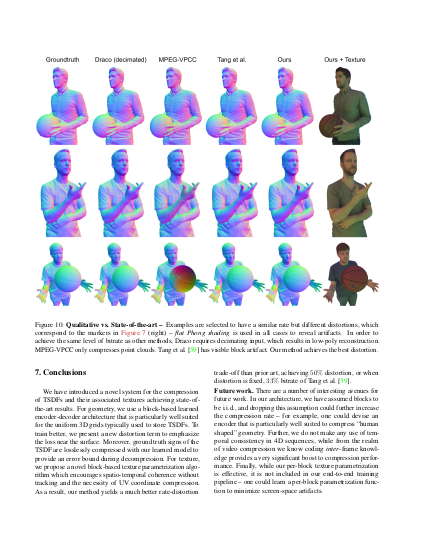 Groundtruth Draco (decimated) MPEG-VPCC Tang et al. Ours Ours + Texture
Figure 10: Qualitative vs. State-of-the-art – Examples are selected to have a similar rate but different distortions, which
correspond to the markers in Figure 7 (right) – flat Phong shading is used in all cases to reveal artifacts. In order to
achieve the same level of bitrate as other methods, Draco requires decimating input, which results in low-poly reconstruction.
MPEG-VPCC only compresses point clouds. Tang et al. [59] has visible block artifact. Our method achieves the best distortion.
7. Conclusions
We have introduced a novel system for the compression
of TSDFs and their associated textures achieving state-of-
the-art results. For geometry, we use a block-based learned
encoder-decoder architecture that is particularly well suited
for the uniform 3D grids typically used to store TSDFs. To
train better, we present a new distortion term to emphasize
the loss near the surface. Moreover, groundtruth signs of the
TSDF are losslessly compressed with our learned model to
provide an error bound during decompression. For texture,
we propose a novel block-based texture parametrization algo-
rithm which encourages spatio-temporal coherence without
tracking and the necessity of UV coordinate compression.
As a result, our method yields a much better rate-distortion
trade-off than prior art, achieving 50% distortion, or when
distortion is fixed, 33% bitrate of Tang et al. [59].
Future work. There are a number of interesting avenues for
future work. In our architecture, we have assumed blocks to
be i.i.d., and dropping this assumption could further increase
the compression rate – for example, one could devise an
encoder that is particularly well suited to compress "human
shaped" geometry. Further, we do not make any use of tem-
poral consistency in 4D sequences, while from the realm
of video compression we know coding inter-frame knowl-
edge provides a very significant boost to compression perfor-
mance. Finally, while our per-block texture parametrization
is effective, it is not included in our end-to-end training
pipeline – one could learn a per-block parametrization func-
tion to minimize screen-space artifacts.